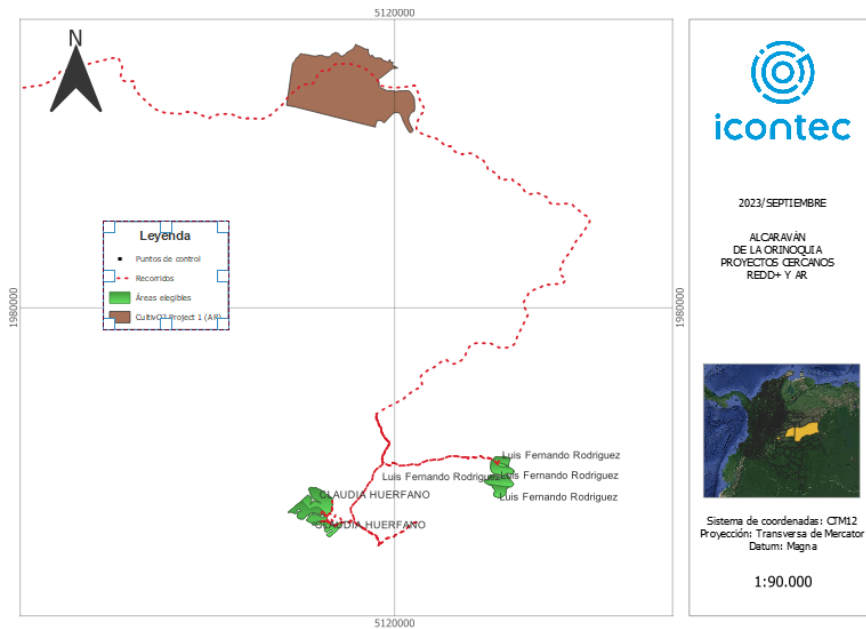 5120000
N
icontec
2023/SEPTIEMBRE
ALCARAVÁN
DE LA ORINOQUIA
PROYECTOS CERCANOS
REDD+ Y AR
Leyenda
Puntos de control
Recorridos
Áreas elegibles
CultivO2 Project 1 (AR)
1980000
1980000
Luis Fernando Rodriguez
Luis Fernando Rodriguez
Luis Fernando Rodriguez
Luis Fernando Rodriguez
CLAUDIA HUERFANO
CLAUDIA HUERFANO
Sistema de coordenadas: CTM12
Proyección: Transversa de Mercator
Datum: Magna
1:90.000
5120000